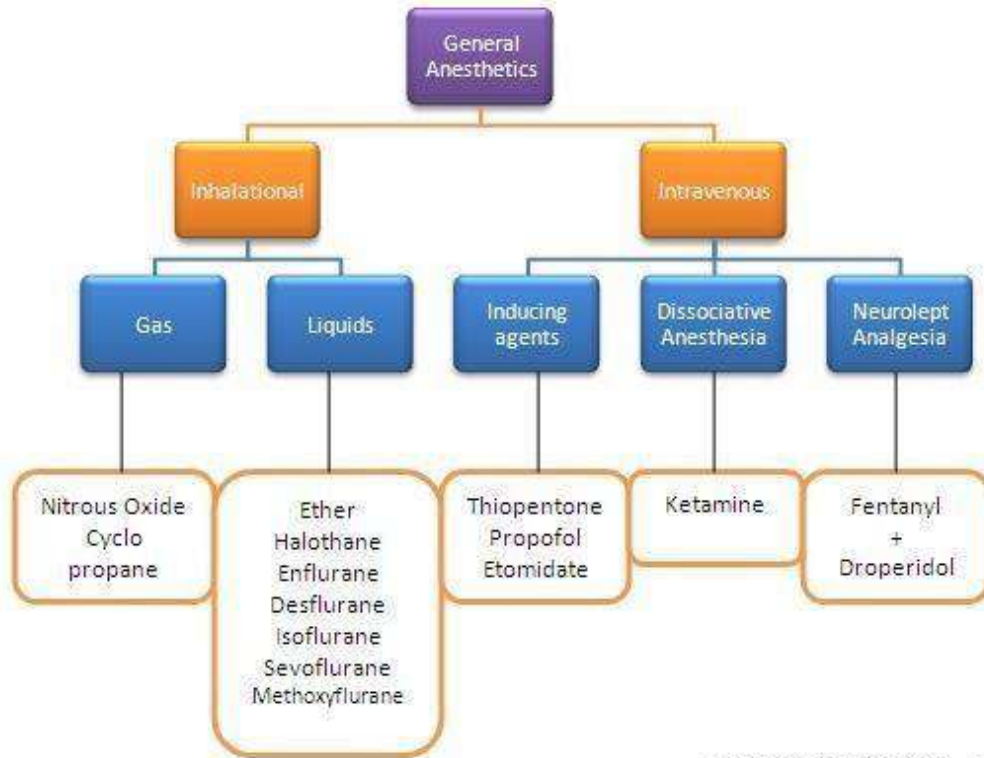 General
Anesthetics
Inhalational
Intravenous
Gas
Liquids
Inducing
agents
Dissociative
Anesthesia
Neurolept
Analgesia
Nitrous Oxide
Cyclo
propane
Ether
Halothane
Enflurane
Desflurane
Isoflurane
Sevoflurane
Methoxyflurane
Thiopentone
Propofol
Etomidate
Ketamine
Fentanyl
+
Droperidol